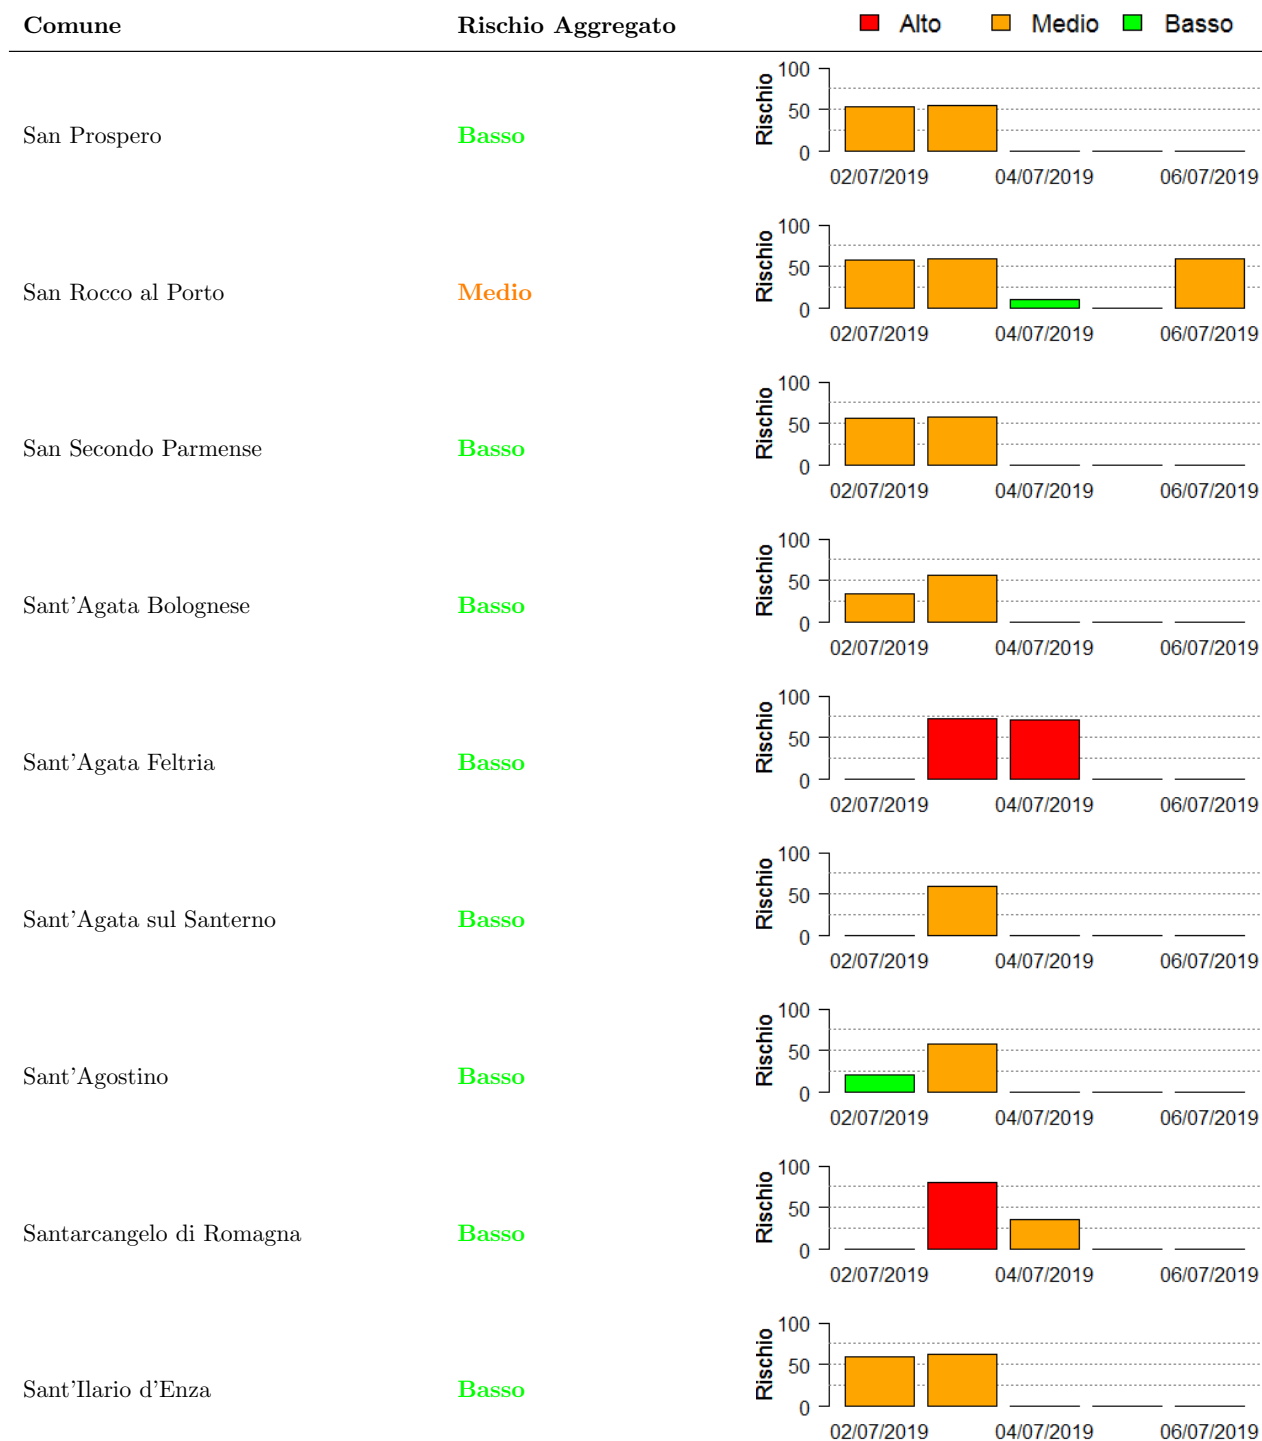 Comune Rischio Aggregato Alto Medio Basso
San Prospero Basso
Rischio
100
50
0
02/07/2019 04/07/2019 06/07/2019
San Rocco al Porto Medio
Rischio
100
50
0
02/07/2019 04/07/2019 06/07/2019
San Secondo Parmense Basso
Rischio
100
50
0
02/07/2019 04/07/2019 06/07/2019
Sant'Agata Bolognese Basso
Rischio
100
50
0
02/07/2019 04/07/2019 06/07/2019
Sant'Agata Feltria Basso
Rischio
100
50
0
02/07/2019 04/07/2019 06/07/2019
Sant'Agata sul Santerno Basso
Rischio
100
50
0
02/07/2019 04/07/2019 06/07/2019
Sant'Agostino Basso
Rischio
100
50
0
02/07/2019 04/07/2019 06/07/2019
Santarcangelo di Romagna Basso
Rischio
100
50
0
02/07/2019 04/07/2019 06/07/2019
Sant'Ilario d'Enza Basso
Rischio
100
50
0
02/07/2019 04/07/2019 06/07/2019